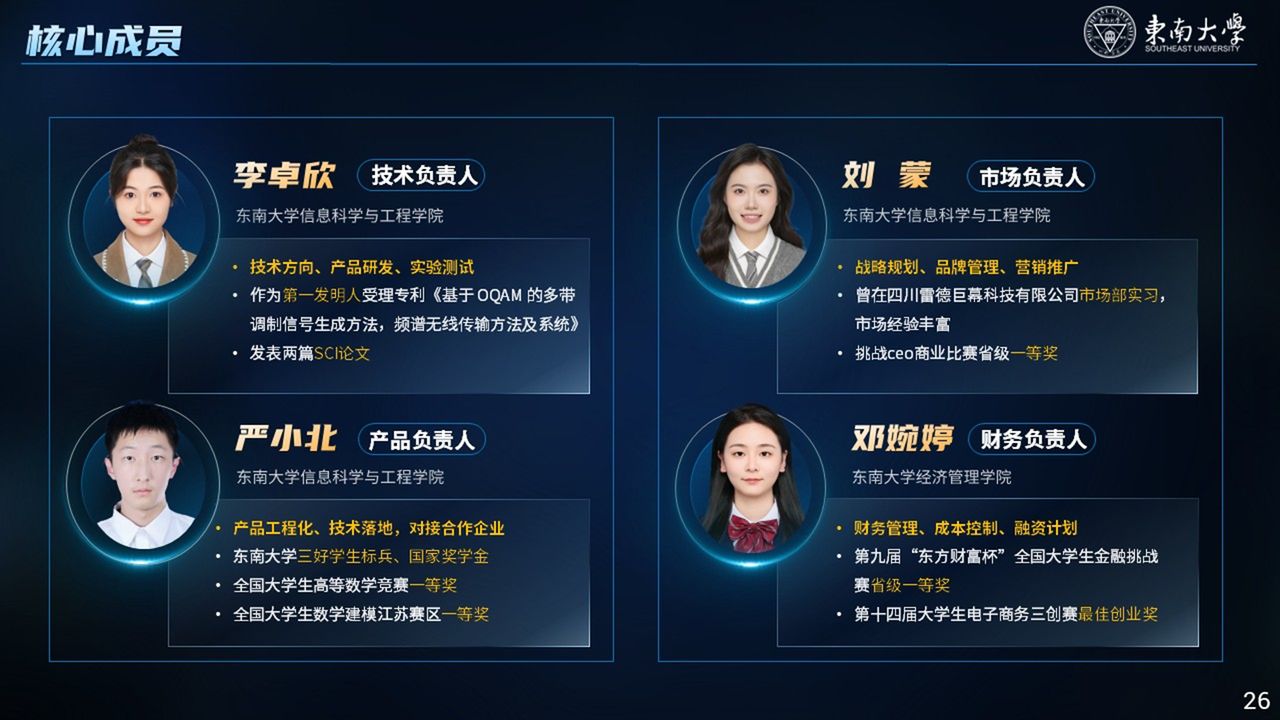 核心成员
東南大學
SOUTHEAST UNIVERSITY
李卓欣 技术负责人
东南大学信息科学与工程学院
• 技术方向、产品研发、实验测试
• 作为第一发明人受理专利《基于OQAM 的多带
调制信号生成方法，频谱无线传输方法及系统》
• 发表两篇SCI论文
严小北 产品负责人
东南大学信息科学与工程学院
• 产品工程化、技术落地，对接合作企业
• 东南大学三好学生标兵、国家奖学金
• 全国大学生高等数学竞赛一等奖
• 全国大学生数学建模江苏赛区一等奖
刘 蒙 市场负责人
东南大学信息科学与工程学院
• 战略规划、品牌管理、营销推广
• 曾在四川雷德巨幕科技有限公司市场部实习，
市场经验丰富
• 挑战ceo商业比赛省级一等奖
邓婉婷 财务负责人
东南大学经济管理学院
• 财务管理、成本控制、融资计划
• 第九届“东方财富杯”全国大学生金融挑战
赛省级一等奖
• 第十四届大学生电子商务三创赛最佳创业奖
26